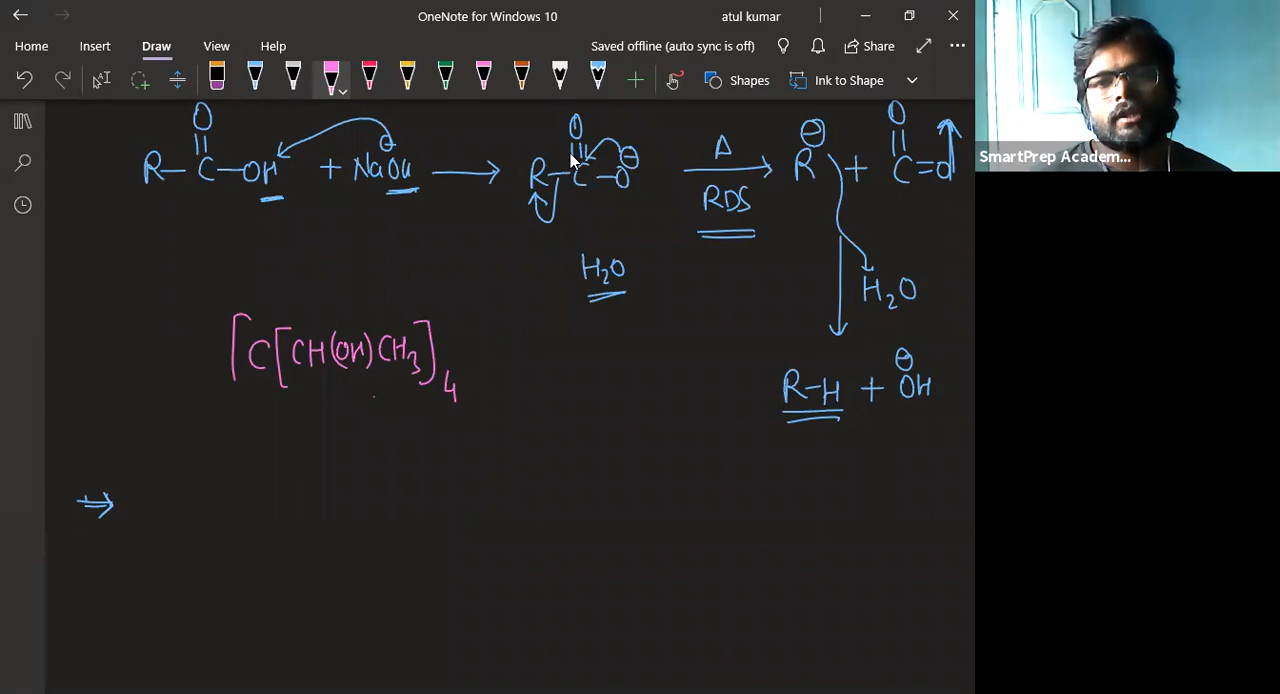 OneNote for Windows 10
atul kumar
Home Insert Draw View Help
Saved offline (auto sync is off)
Share
Shapes
Ink to Shape
SmartPrep Academ...
O O ⊖ O
R–C–OH + NaOH → R–C–O⊖ Δ RDS → R + C=O↑
H₂O
H₂O
[C[CH(OH)CH₃]₄
R–H + ⊖OH
⇒